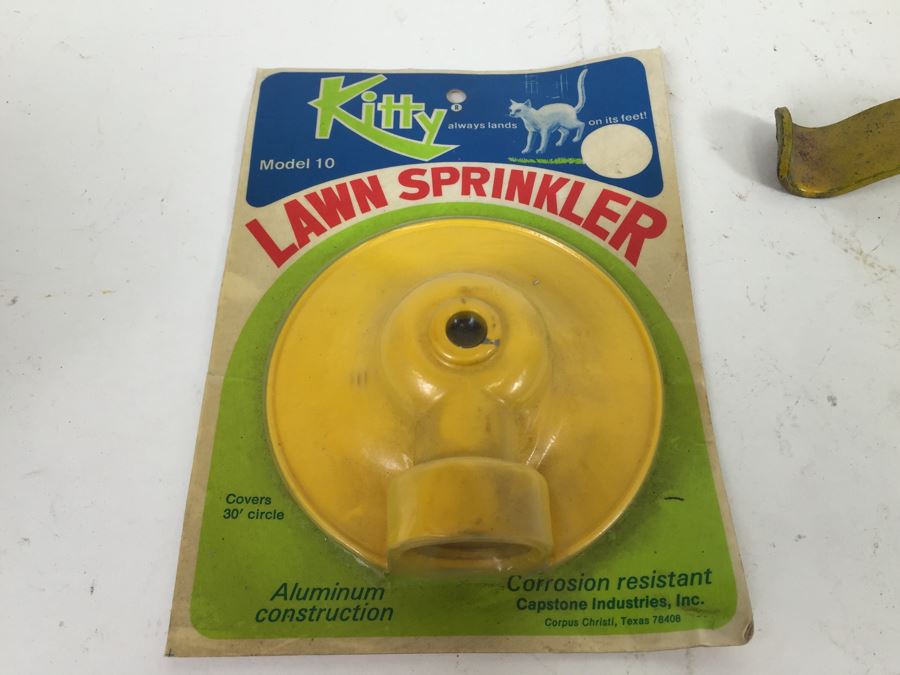 Kitty®
always lands on its feet!
Model 10
LAWN SPRINKLER
Covers
30' circle
Aluminum
construction
Corrosion resistant
Capstone Industries, Inc.
Corpus Christi, Texas 78408